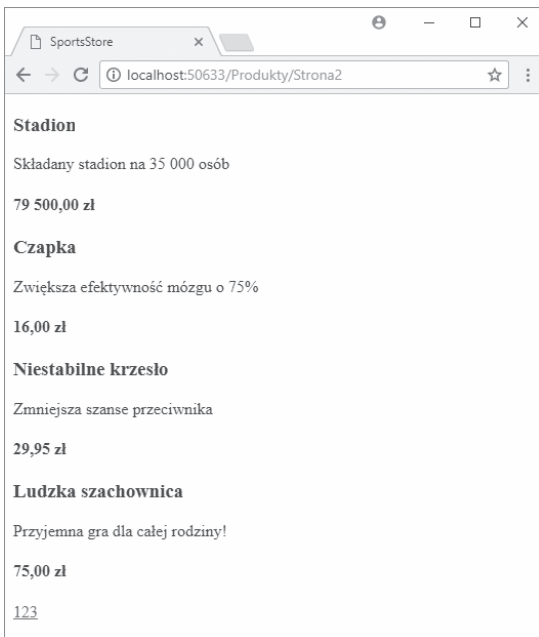 SportsStore
localhost:50633/Produkty/Strona2
Stadion
Składany stadion na 35 000 osób
79 500,00 zł
Czapka
Zwiększa efektywność mózgu o 75%
16,00 zł
Niestabilne krzesło
Zmniejsza szanse przeciwnika
29,95 zł
Ludzka szachownica
Przyjemna gra dla całej rodziny!
75,00 zł
123